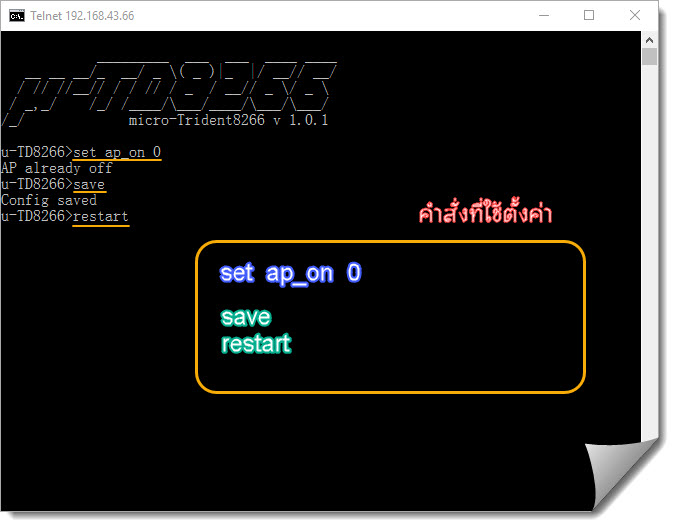 Telnet 192.168.43.66
μ-TD8266
micro-Trident8266 v 1.0.1
u-TD8266>set ap_on 0
AP already off
u-TD8266>save
Config saved
u-TD8266>restart
คำสั่งที่ใช้ตั้งค่า
set ap_on 0
save
restart